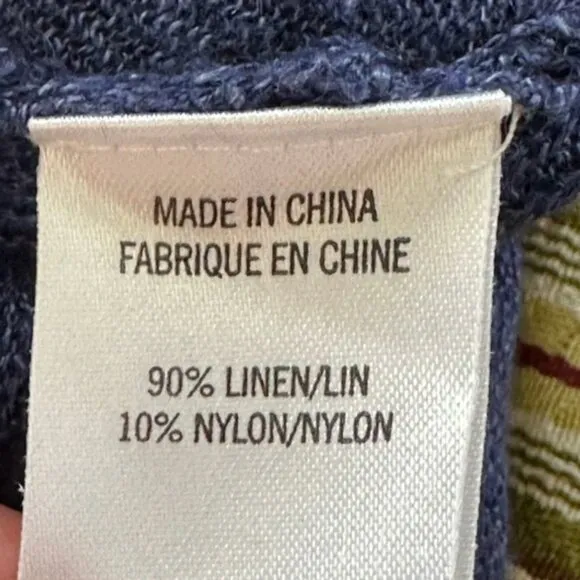 MADE IN CHINA
FABRIQUE EN CHINE
90% LINEN/LIN
10% NYLON/NYLON